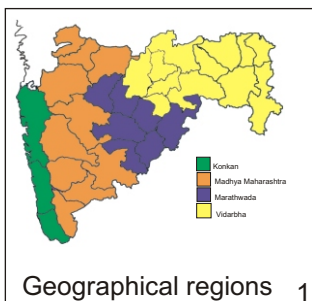 Konkan
Madhya Maharashtra
Marathwada
Vidarbha
Geographical regions 1